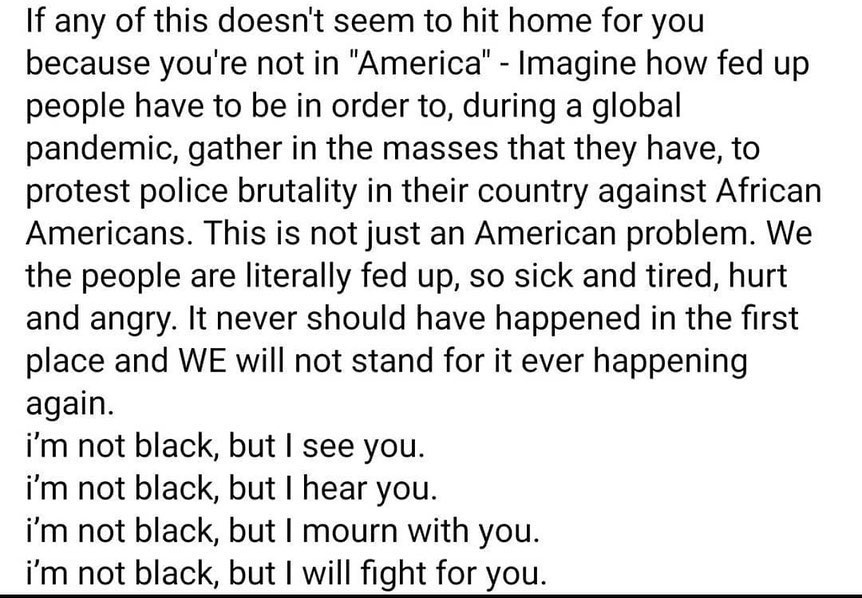 If any of this doesn't seem to hit home for you
because you're not in "America" - Imagine how fed up
people have to be in order to, during a global
pandemic, gather in the masses that they have, to
protest police brutality in their country against African
Americans. This is not just an American problem. We
the people are literally fed up, so sick and tired, hurt
and angry. It never should have happened in the first
place and WE will not stand for it ever happening
again.
i’m not black, but I see you.
i’m not black, but I hear you.
i’m not black, but I mourn with you.
i’m not black, but I will fight for you.